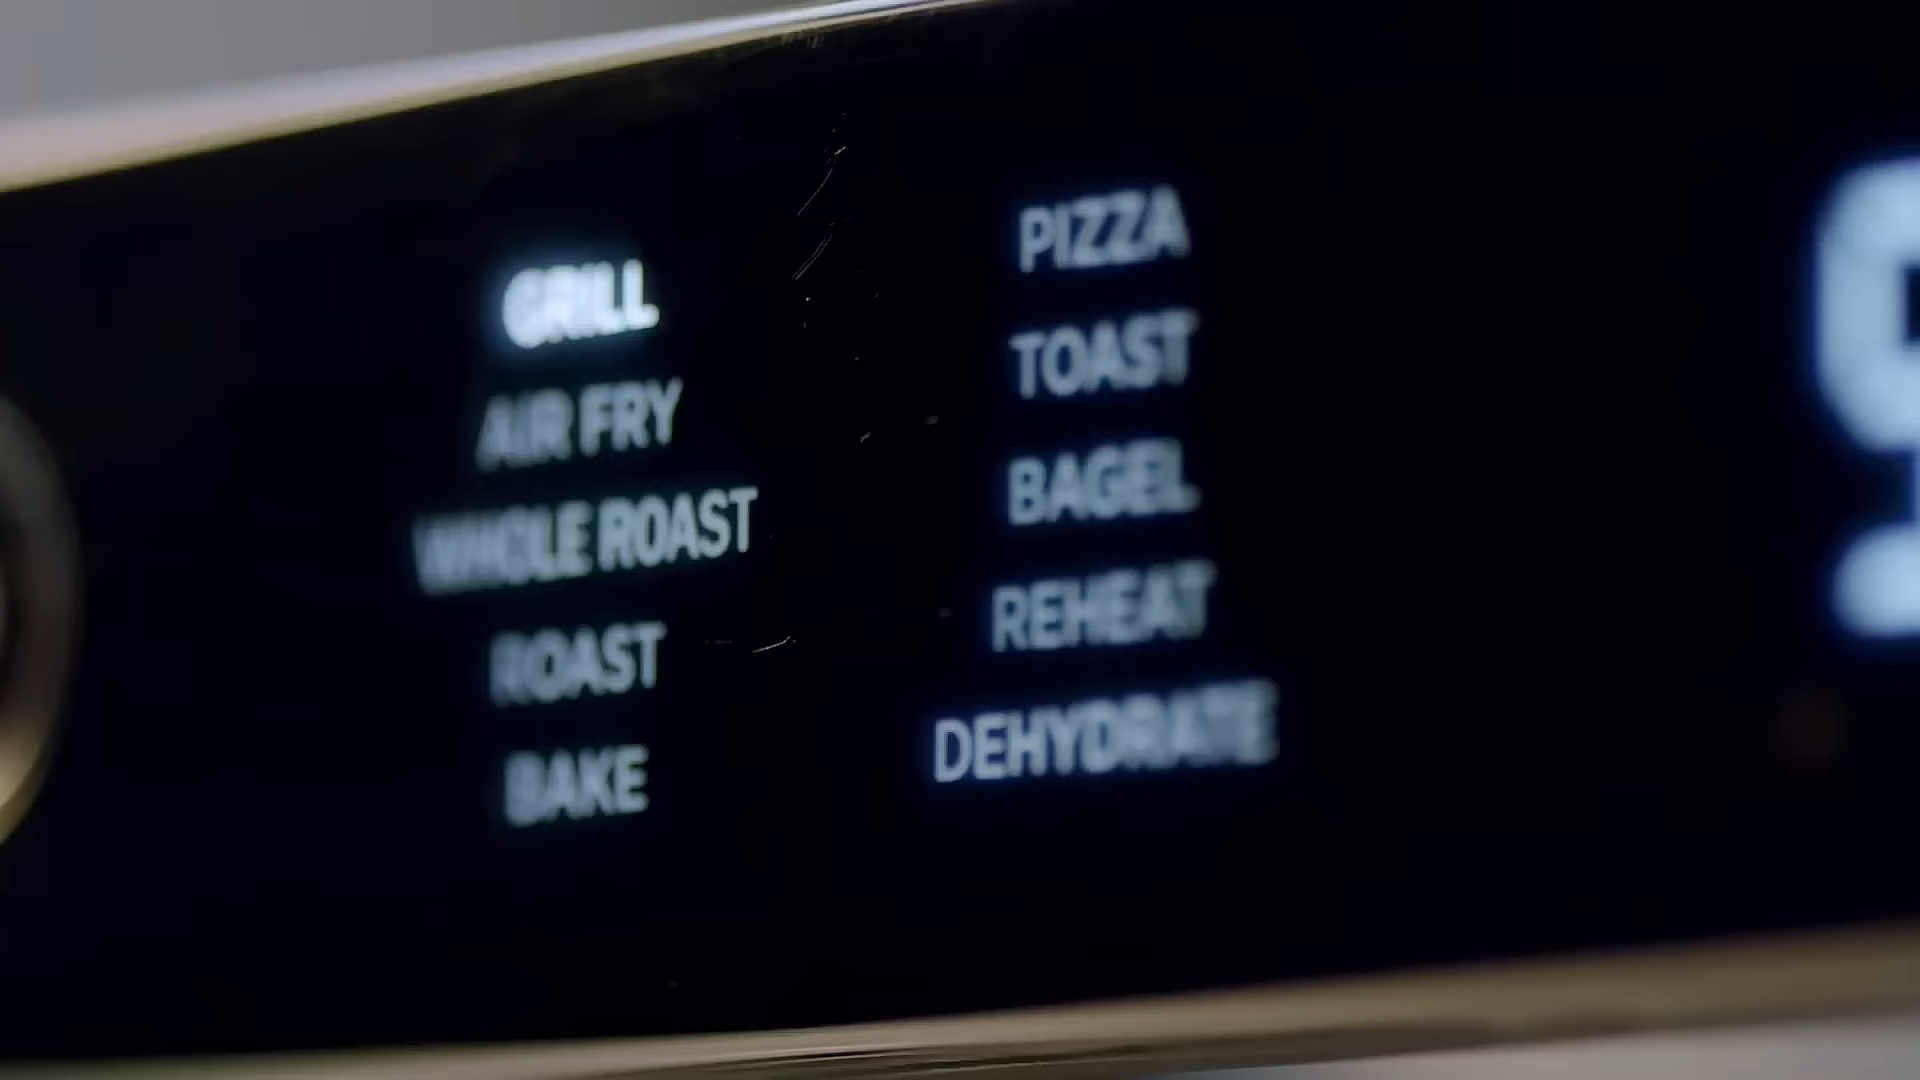 GRILL
AIR FRY
WHOLE ROAST
ROAST
BAKE
PIZZA
TOAST
BAGEL
REHEAT
DEHYDRATE